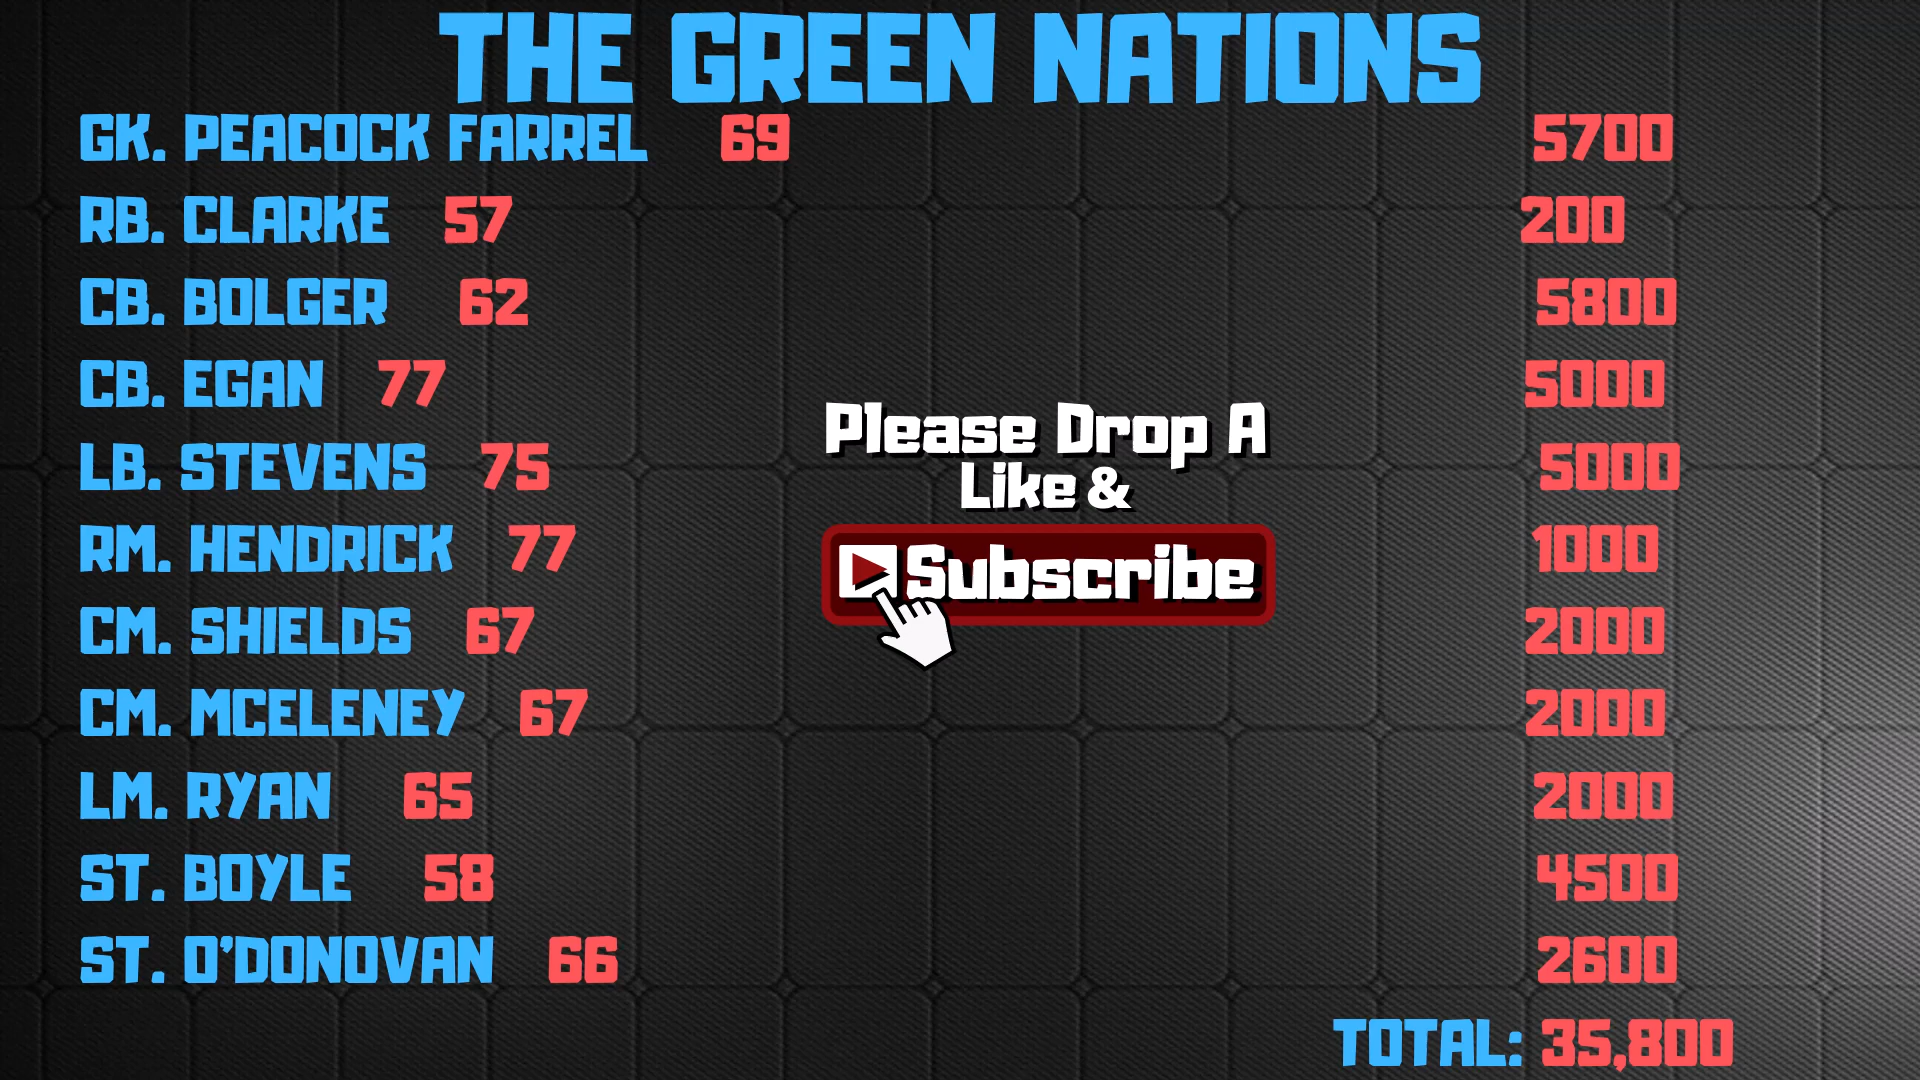 THE GREEN NATIONS
GK. PEACOCK FARREL 69 5700
RB. CLARKE 57 200
CB. BOLGER 62 5800
CB. EGAN 77 5000
LB. STEVENS 75 5000
RM. HENDRICK 77 1000
CM. SHIELDS 67 2000
CM. MCELENEY 67 2000
LM. RYAN 65 2000
ST. BOYLE 58 4500
ST. O'DONOVAN 66 2600
TOTAL: 35,800
Please Drop A
Like &
Subscribe